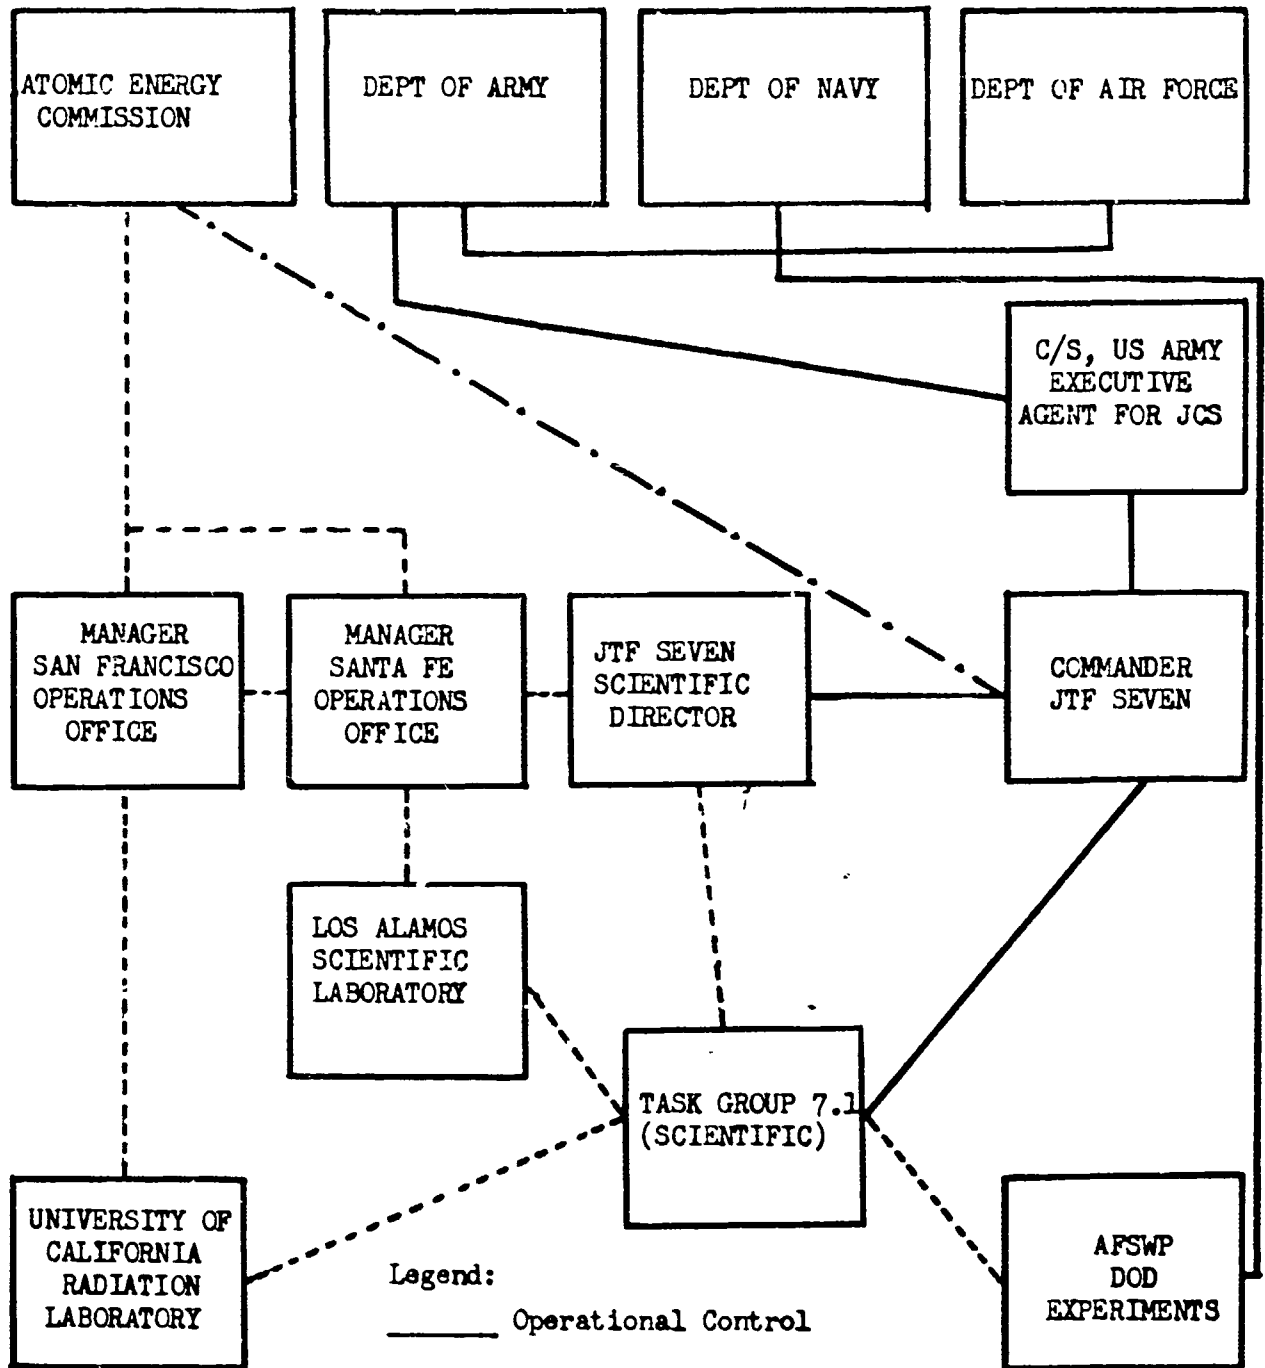 ATOMIC ENERGY
COMMISSION
DEPT OF ARMY
DEPT OF NAVY
DEPT OF AIR FORCE
C/S, US ARMY
EXECUTIVE
AGENT FOR JCS
MANAGER
SAN FRANCISCO
OPERATIONS
OFFICE
MANAGER
SANTA FE
OPERATIONS
OFFICE
JTF SEVEN
SCIENTIFIC
DIRECTOR
COMMANDER
JTF SEVEN
LOS ALAMOS
SCIENTIFIC
LABORATORY
TASK GROUP 7.1
(SCIENTIFIC)
UNIVERSITY OF
CALIFORNIA
RADIATION
LABORATORY
AFSWP
DOD
EXPERIMENTS
Legend:
Operational Control